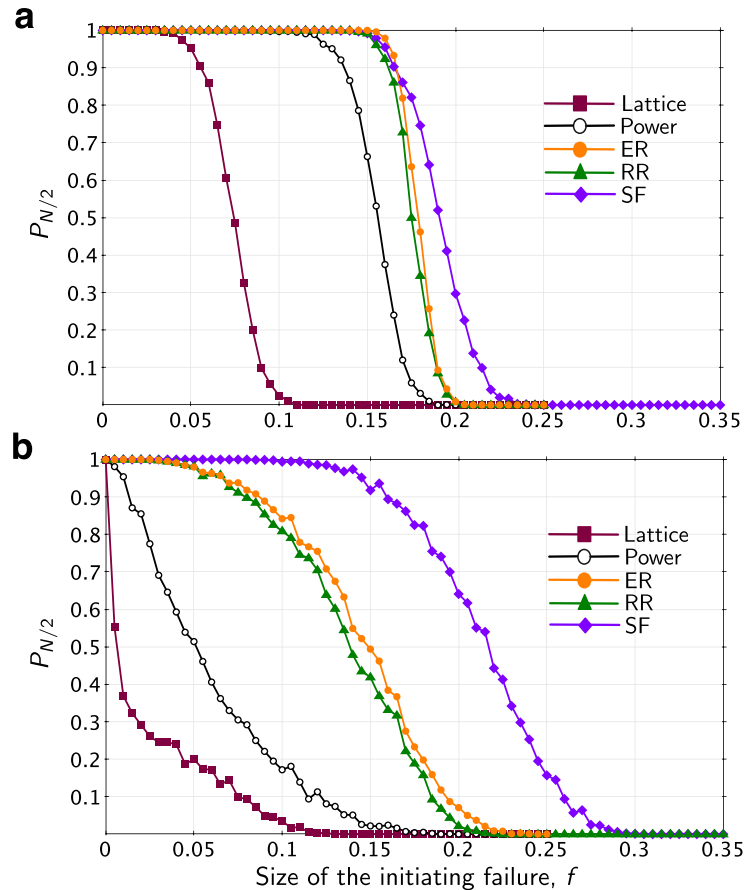 a
1
0.9
0.8
0.7
0.6
0.5
0.4
0.3
0.2
0.1
P_{N/2}
Lattice
Power
ER
RR
SF
0 0.05 0.1 0.15 0.2 0.25 0.3 0.35
b
1
0.9
0.8
0.7
0.6
0.5
0.4
0.3
0.2
0.1
P_{N/2}
Lattice
Power
ER
RR
SF
0 0.05 0.1 0.15 0.2 0.25 0.3 0.35
Size of the initiating failure, f